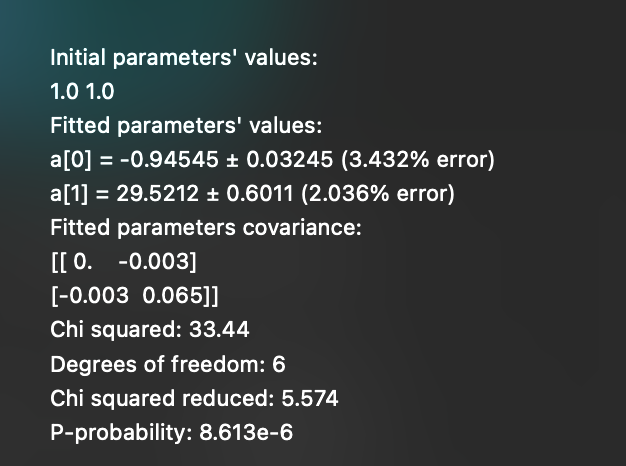 Initial parameters' values:
1.0 1.0
Fitted parameters' values:
a[0] = -0.94545 ± 0.03245 (3.432% error)
a[1] = 29.5212 ± 0.6011 (2.036% error)
Fitted parameters covariance:
[[ 0.    -0.003]
[-0.003  0.065]]
Chi squared: 33.44
Degrees of freedom: 6
Chi squared reduced: 5.574
P-probability: 8.613e-6